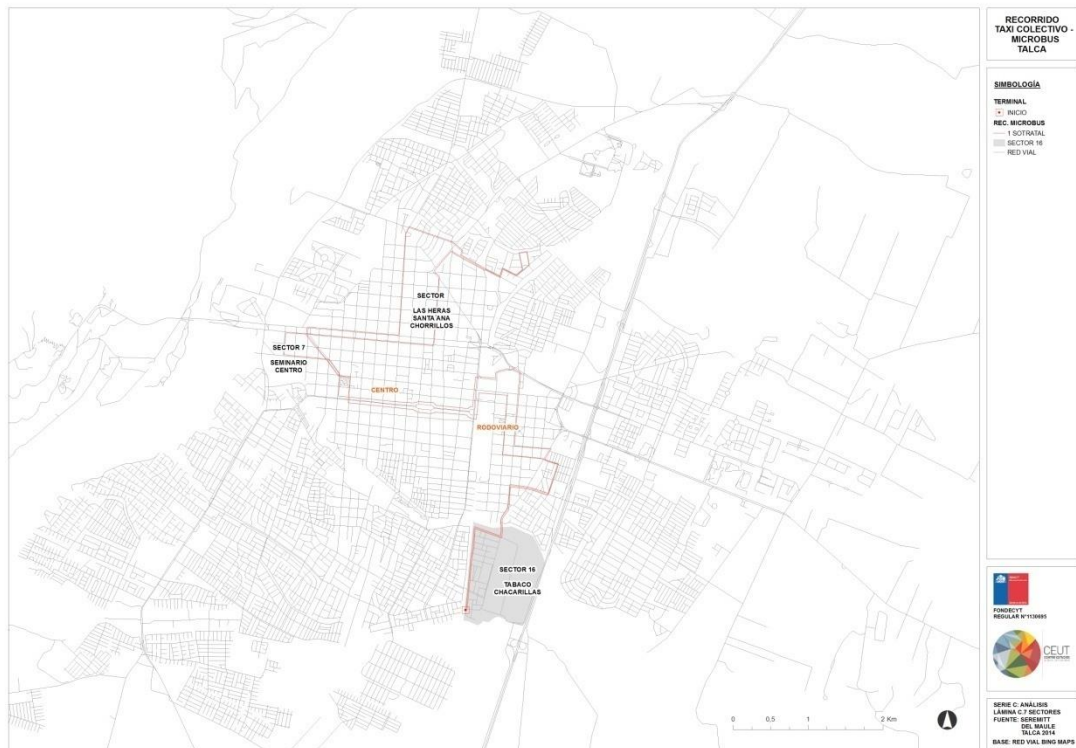 RECORRIDO
TAXI COLECTIVO -
MICROBUS
TALCA
SIMBOLOGÍA
TERMINAL
INICIO
REC. MICROBUS
1 SOTRATAL
SECTOR 16
RED VIAL
SECTOR
LAS HERAS
SANTA ANA
CHORRILLOS
SECTOR 7
SEMINARIO
CENTRO
CENTRO
RODOVIARIO
SECTOR 16
TABACO
CHACARILLAS
0 0,5 1 2 Km
FONDECYT
REGULAR N°1130695
CEUT
SERIE C: ANÁLISIS
LÁMINA C.7 SECTORES
FUENTE: SEREMITT
DEL MAULE
TALCA 2014
BASE: RED VIAL BING MAPS